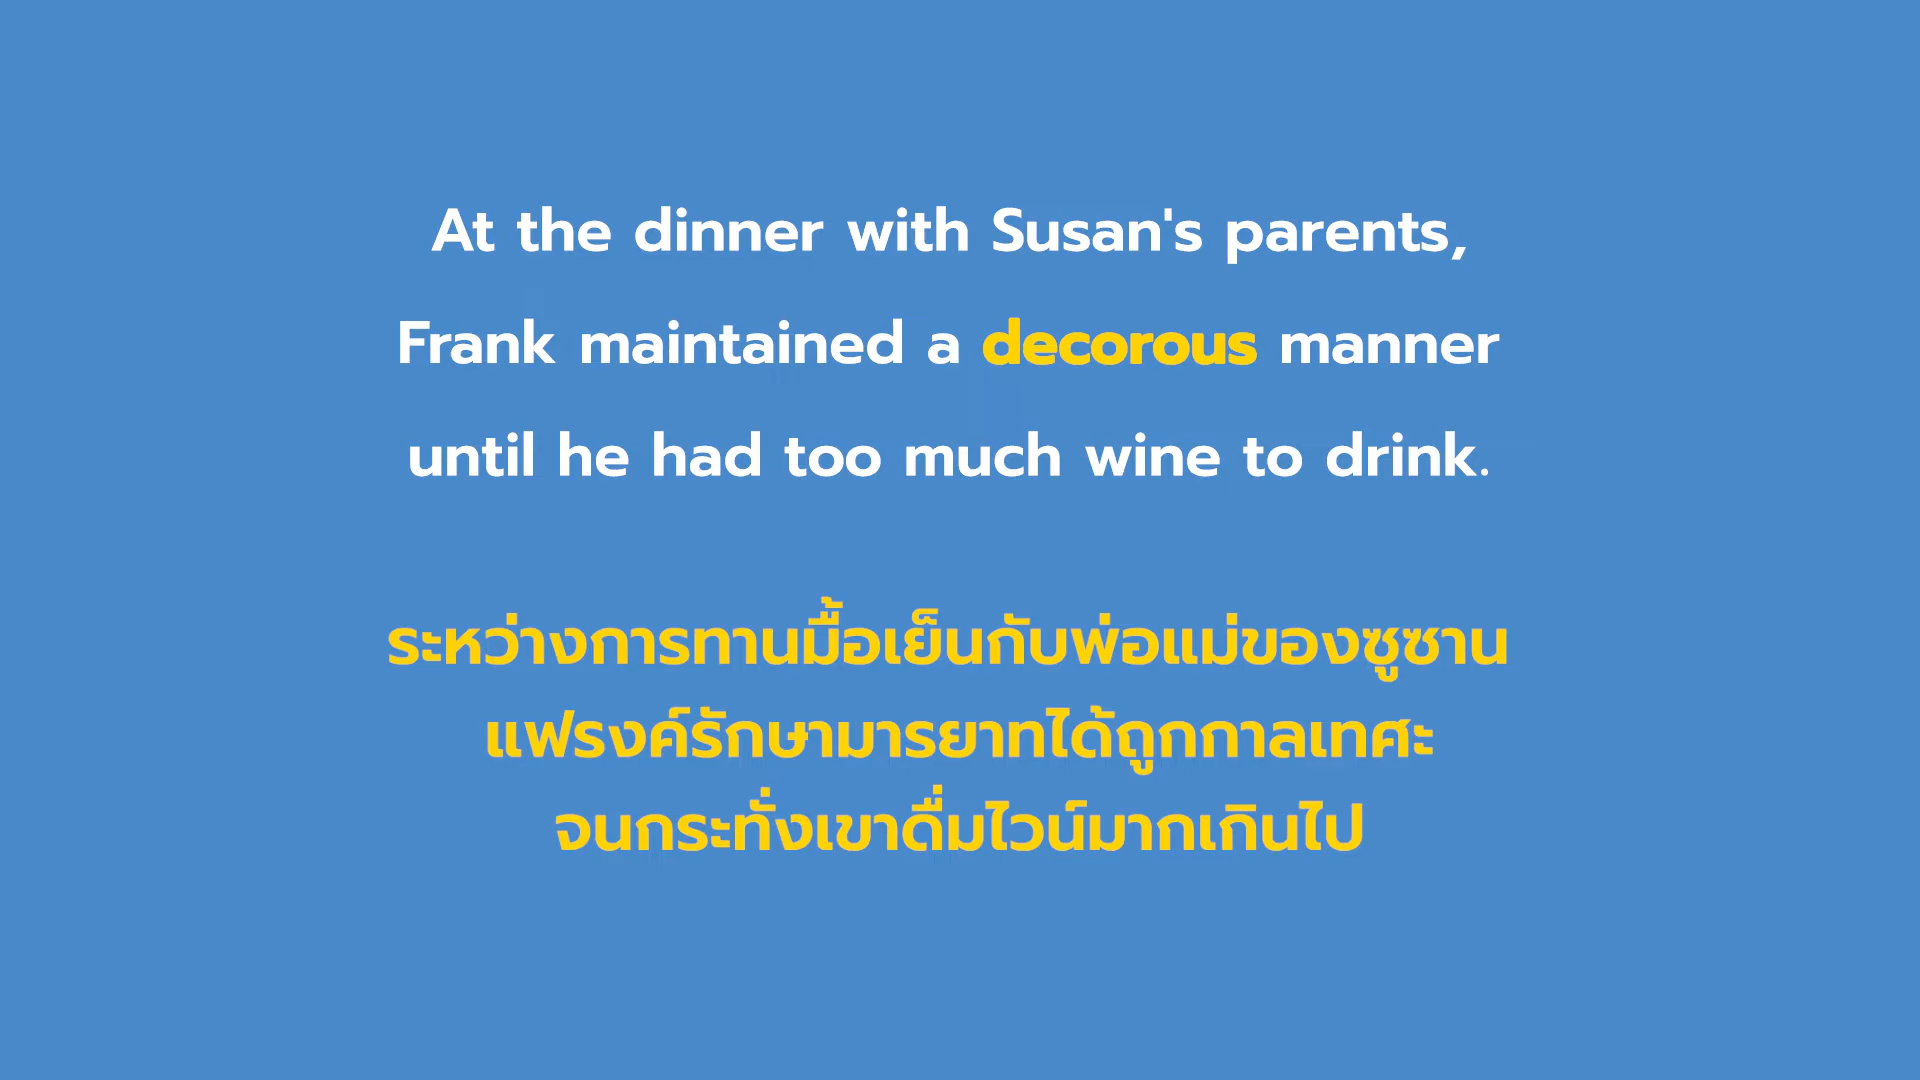 At the dinner with Susan's parents,
Frank maintained a decorous manner
until he had too much wine to drink.
ระหว่างการทานมื้อเย็นกับพ่อแม่ของซูซาน
แฟรงค์รักษามารยาทได้ถูกกาลเทศะ
จนกระทั่งเขาดื่มไวน์มากเกินไป